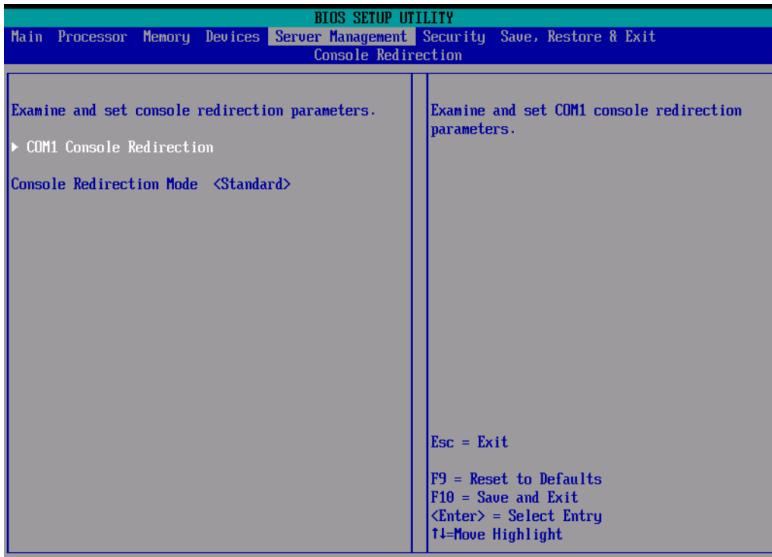 BIOS SETUP UTILITY
Main Processor Memory Devices Server Management Security Save, Restore & Exit
Console Redirection
Examine and set console redirection parameters.
▶ COM1 Console Redirection
Console Redirection Mode <Standard>
Examine and set COM1 console redirection
parameters.
Esc = Exit
F9 = Reset to Defaults
F10 = Save and Exit
<Enter> = Select Entry
↑↓=Move Highlight